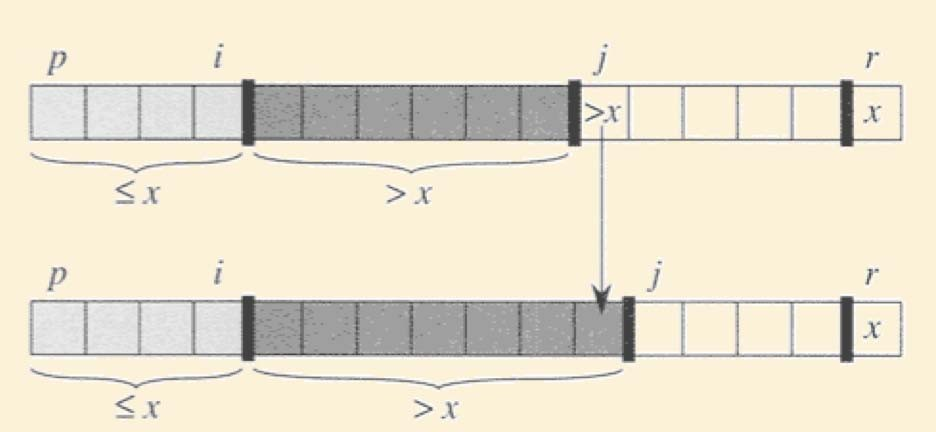 p i j r
>x x
≤ x > x
p i j r
x
≤ x > x